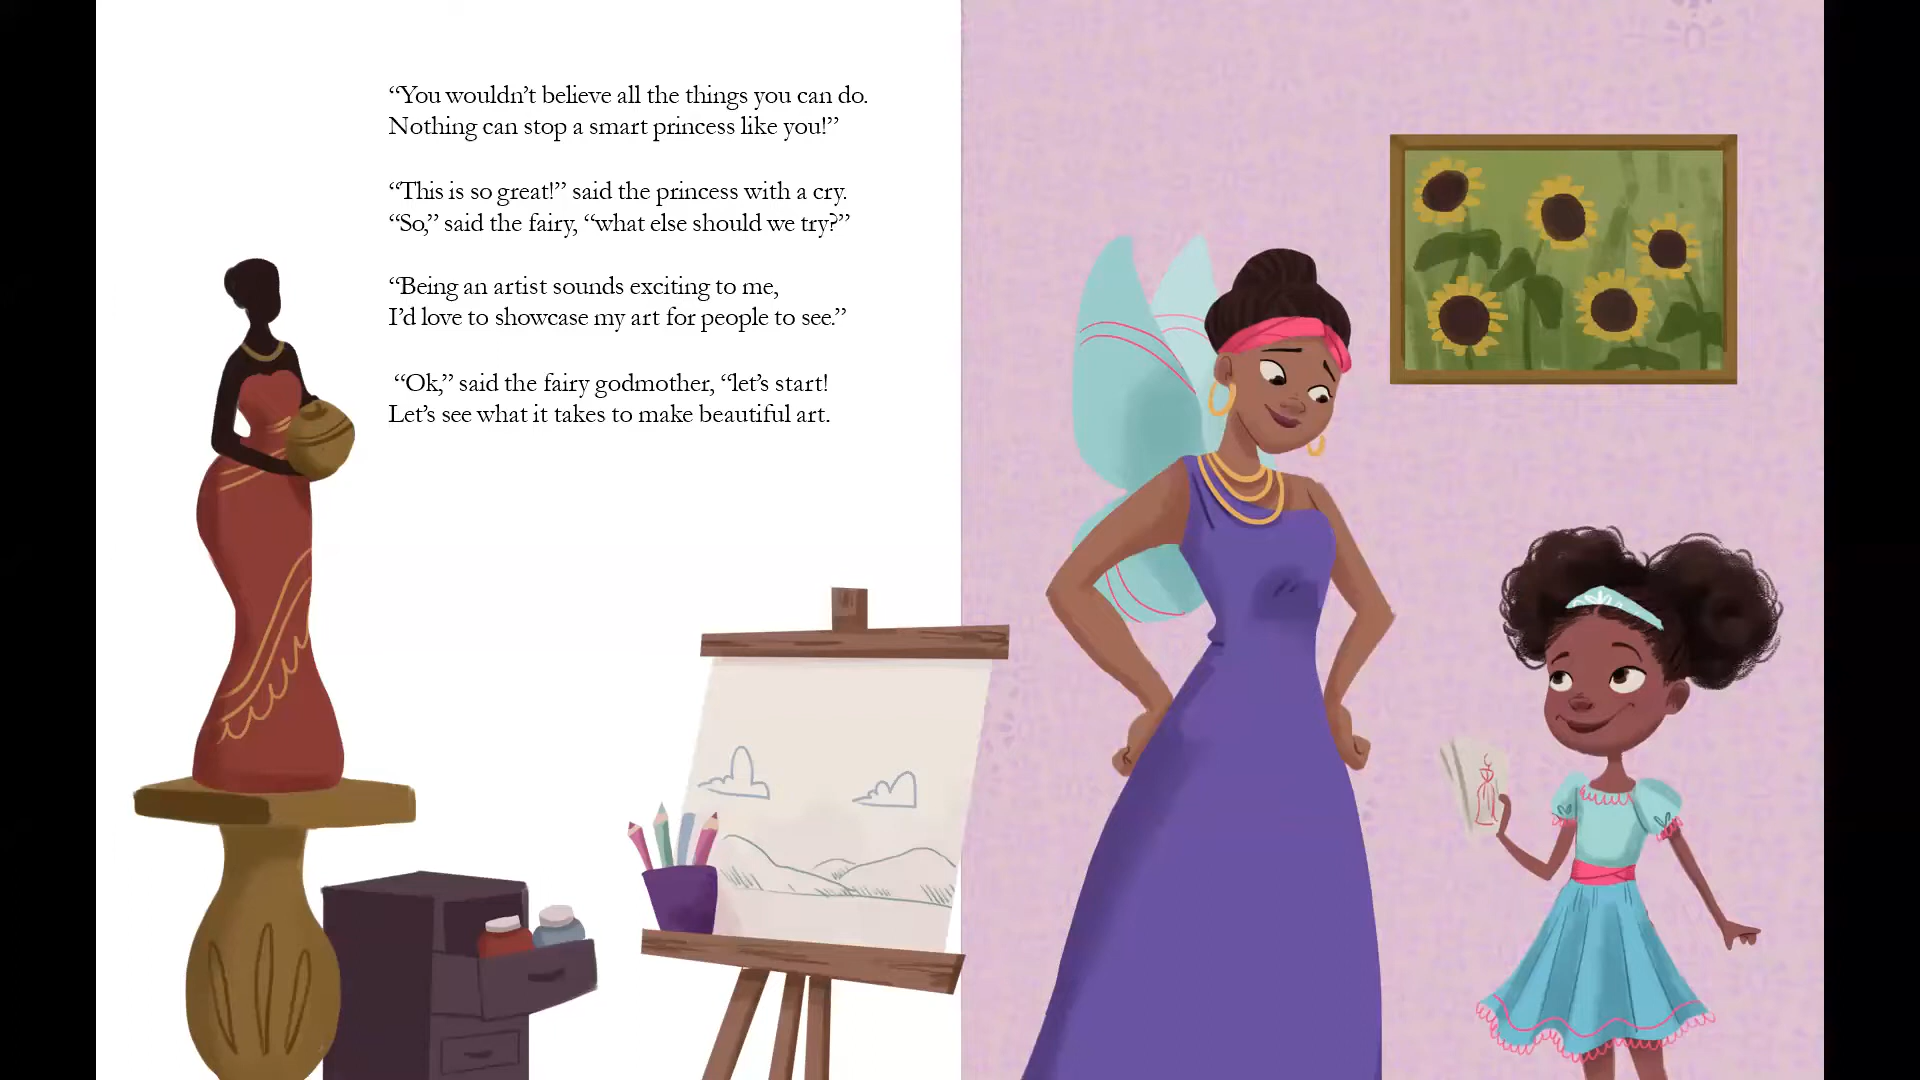 “You wouldn’t believe all the things you can do.
Nothing can stop a smart princess like you!”
“This is so great!” said the princess with a cry.
“So,” said the fairy, “what else should we try?”
“Being an artist sounds exciting to me,
I’d love to showcase my art for people to see.”
“Ok,” said the fairy godmother, “let’s start!
Let’s see what it takes to make beautiful art.